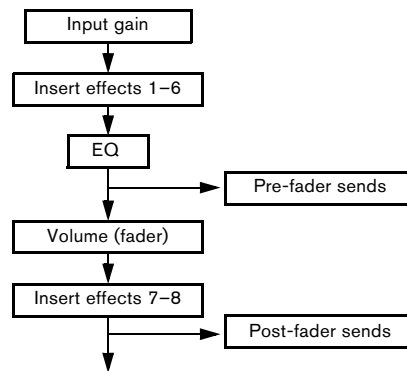 Input gain
Insert effects 1–6
EQ
Pre-fader sends
Volume (fader)
Insert effects 7–8
Post-fader sends